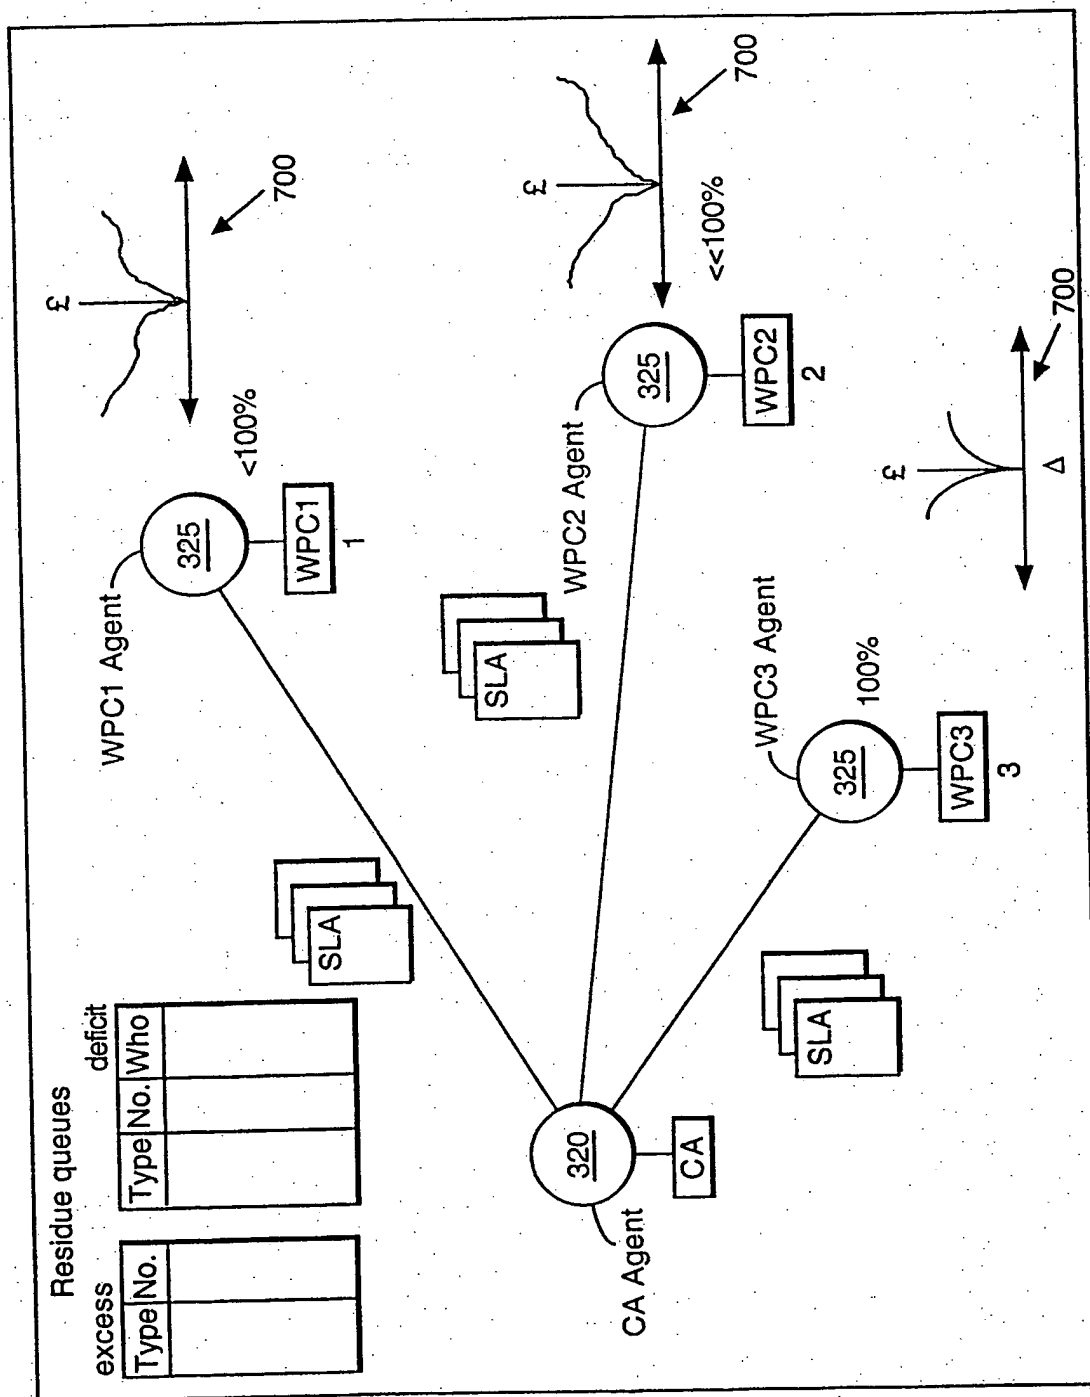 Residue queues
excess
deficit
Type No.
Type No. Who
SLA
WPC1 Agent
325
<100%
WPC1
1
£
700
SLA
WPC2 Agent
325
<<100%
WPC2
2
£
700
CA Agent
320
CA
SLA
WPC3 Agent
325
100%
WPC3
3
£
Δ
700